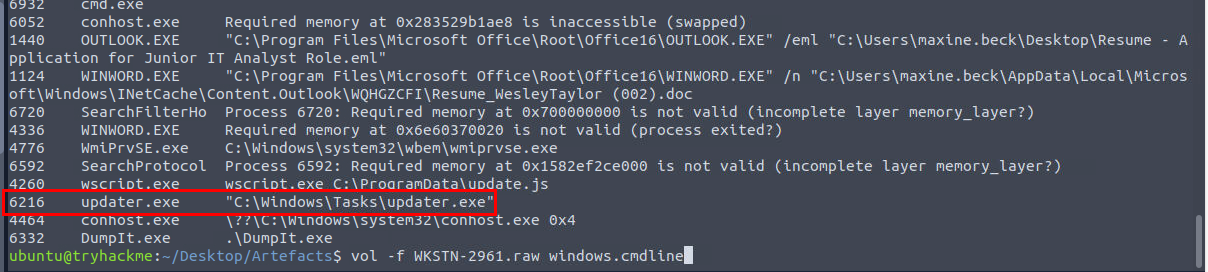 6932 cmd.exe
6052 conhost.exe Required memory at 0x283529b1ae8 is inaccessible (swapped)
1440 OUTLOOK.EXE "C:\Program Files\Microsoft Office\Root\Office16\OUTLOOK.EXE" /eml "C:\Users\maxine.beck\Desktop\Resume - A
pplication for Junior IT Analyst Role.eml"
1124 WINWORD.EXE "C:\Program Files\Microsoft Office\Root\Office16\WINWORD.EXE" /n "C:\Users\maxine.beck\AppData\Local\Micros
oft\Windows\INetCache\Content.Outlook\WQHGZCFI\Resume_WesleyTaylor (002).doc
6720 SearchFilterHo Process 6720: Required memory at 0x700000000 is not valid (incomplete layer memory_layer?)
4336 WINWORD.EXE Required memory at 0x6e60370020 is not valid (process exited?)
4776 WmiPrvSE.exe C:\Windows\system32\wbem\wmiprvse.exe
6592 SearchProtocol Process 6592: Required memory at 0x1582ef2ce000 is not valid (incomplete layer memory_layer?)
4260 wscript.exe wscript.exe C:\ProgramData\update.js
6216 updater.exe "C:\Windows\Tasks\updater.exe"
4464 conhost.exe \??\C:\Windows\system32\conhost.exe 0x4
6332 DumpIt.exe .\DumpIt.exe
ubuntu@tryhackme:~/Desktop/Artefacts$ vol -f WKSTN-2961.raw windows.cmdline